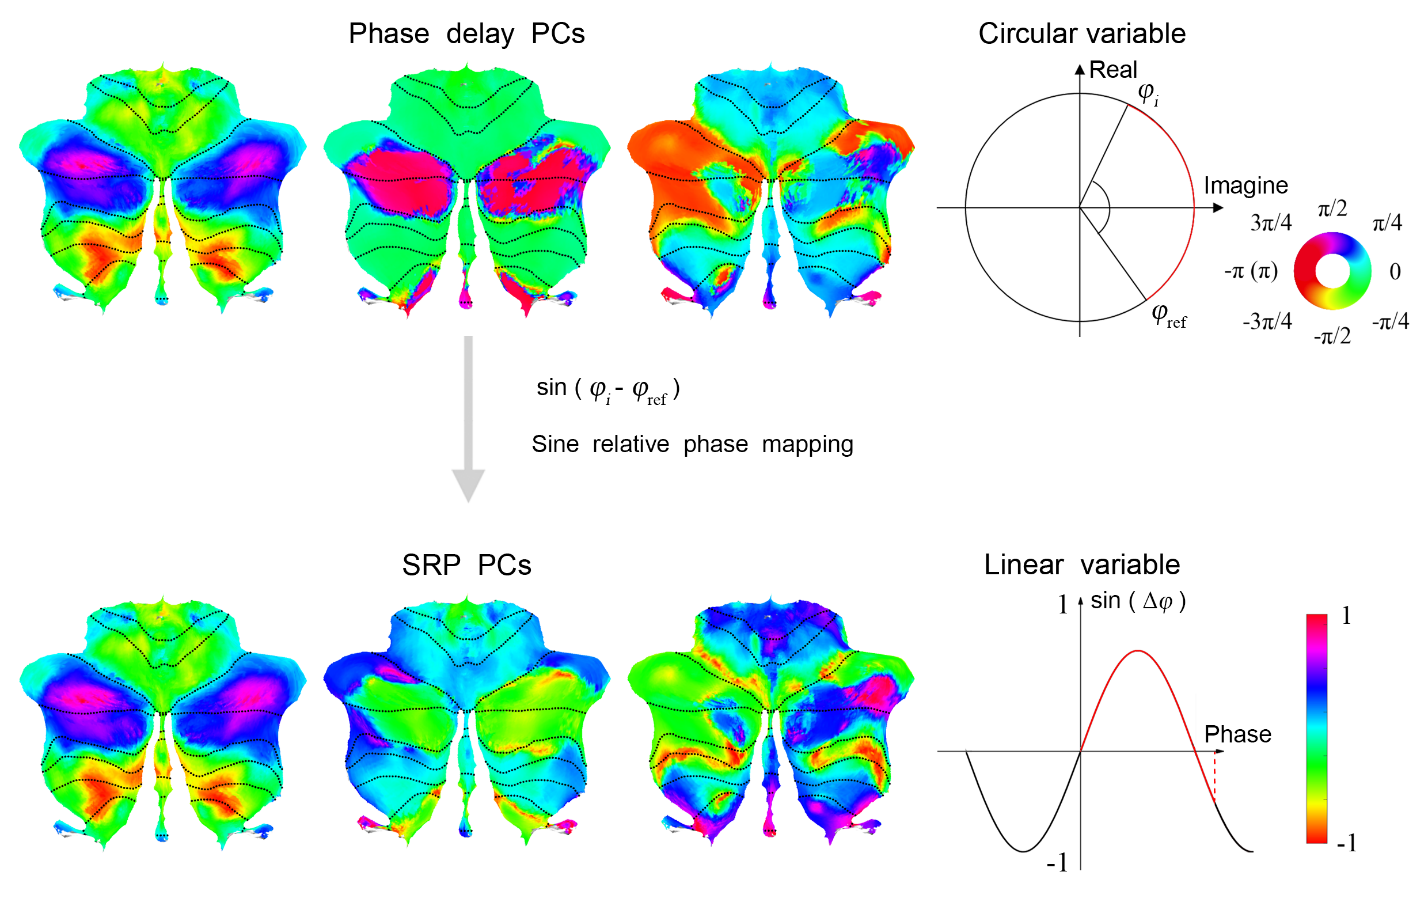 Phase delay PCs
Circular variable
Real
φi
Imagine
3π/4
π/2
π/4
-π (π)
0
-3π/4
-π/2
-π/4
φref
sin ( φi - φref )
Sine relative phase mapping
SRP PCs
Linear variable
1
sin ( Δφ )
1
Phase
-1
-1